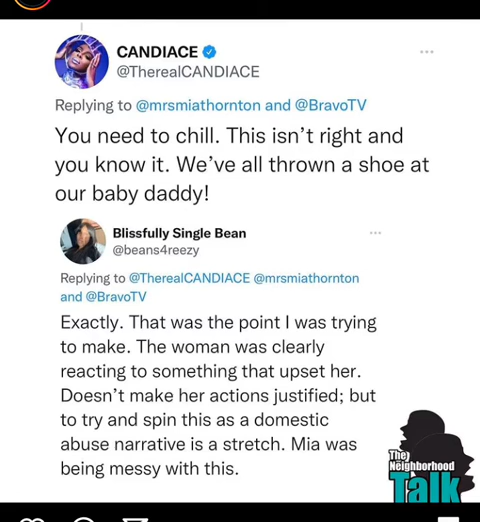 CANDIACE
@TherealCANDIACE
Replying to @mrsmiathornton and @BravoTV
You need to chill. This isn’t right and
you know it. We’ve all thrown a shoe at
our baby daddy!
Blissfully Single Bean
@beans4reezy
Replying to @TherealCANDIACE @mrsmiathornton
and @BravoTV
Exactly. That was the point I was trying
to make. The woman was clearly
reacting to something that upset her.
Doesn’t make her actions justified; but
to try and spin this as a domestic
abuse narrative is a stretch. Mia was
being messy with this.
The
Neighborhood
Talk